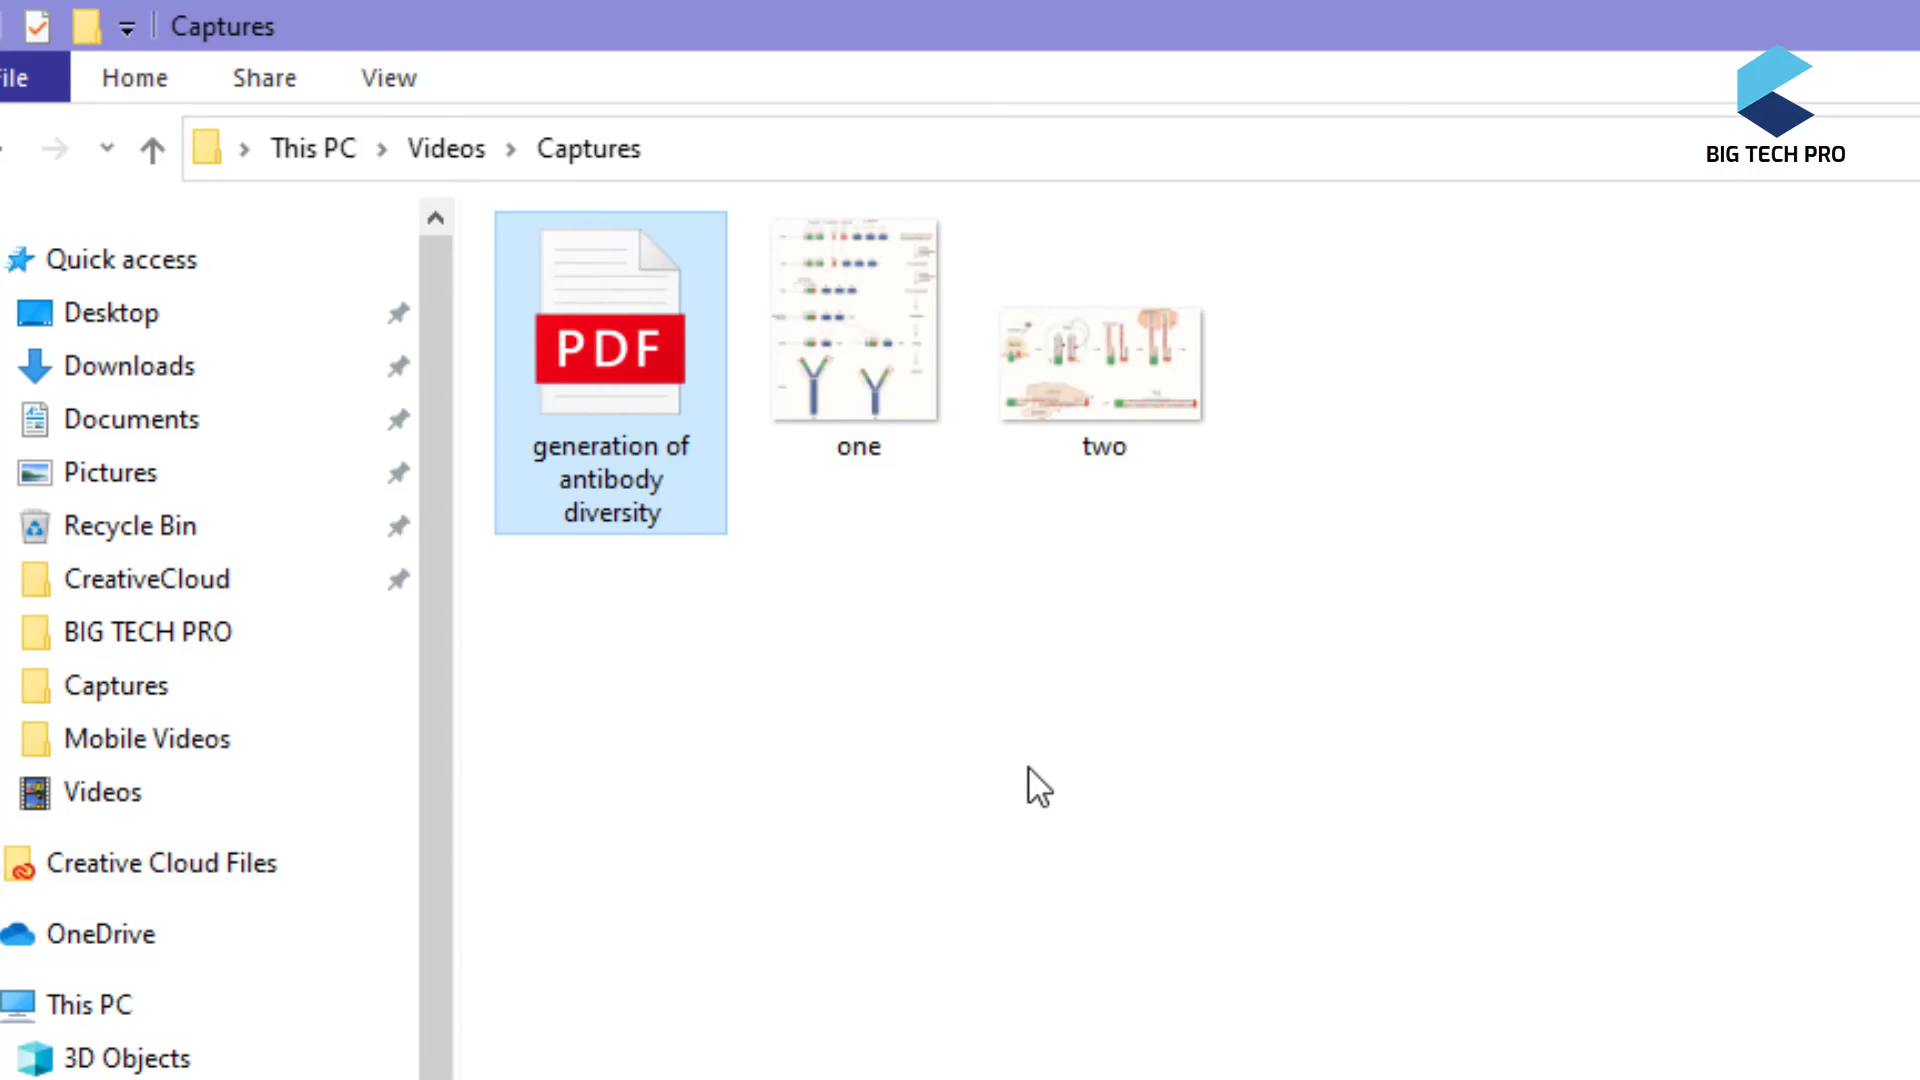 Captures
ile
Home
Share
View
This PC
Videos
Captures
BIG TECH PRO
Quick access
Desktop
Downloads
Documents
Pictures
Recycle Bin
CreativeCloud
BIG TECH PRO
Captures
Mobile Videos
Videos
Creative Cloud Files
OneDrive
This PC
3D Objects
PDF
generation of
antibody
diversity
one
two